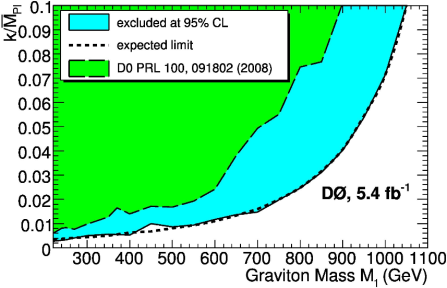 k/M̅Pl
0.1
0.09
0.08
0.07
0.06
0.05
0.04
0.03
0.02
0.01
0
excluded at 95% CL
expected limit
D0 PRL 100, 091802 (2008)
DØ, 5.4 fb⁻¹
200 300 400 500 600 700 800 900 1000 1100
Graviton Mass M₁ (GeV)